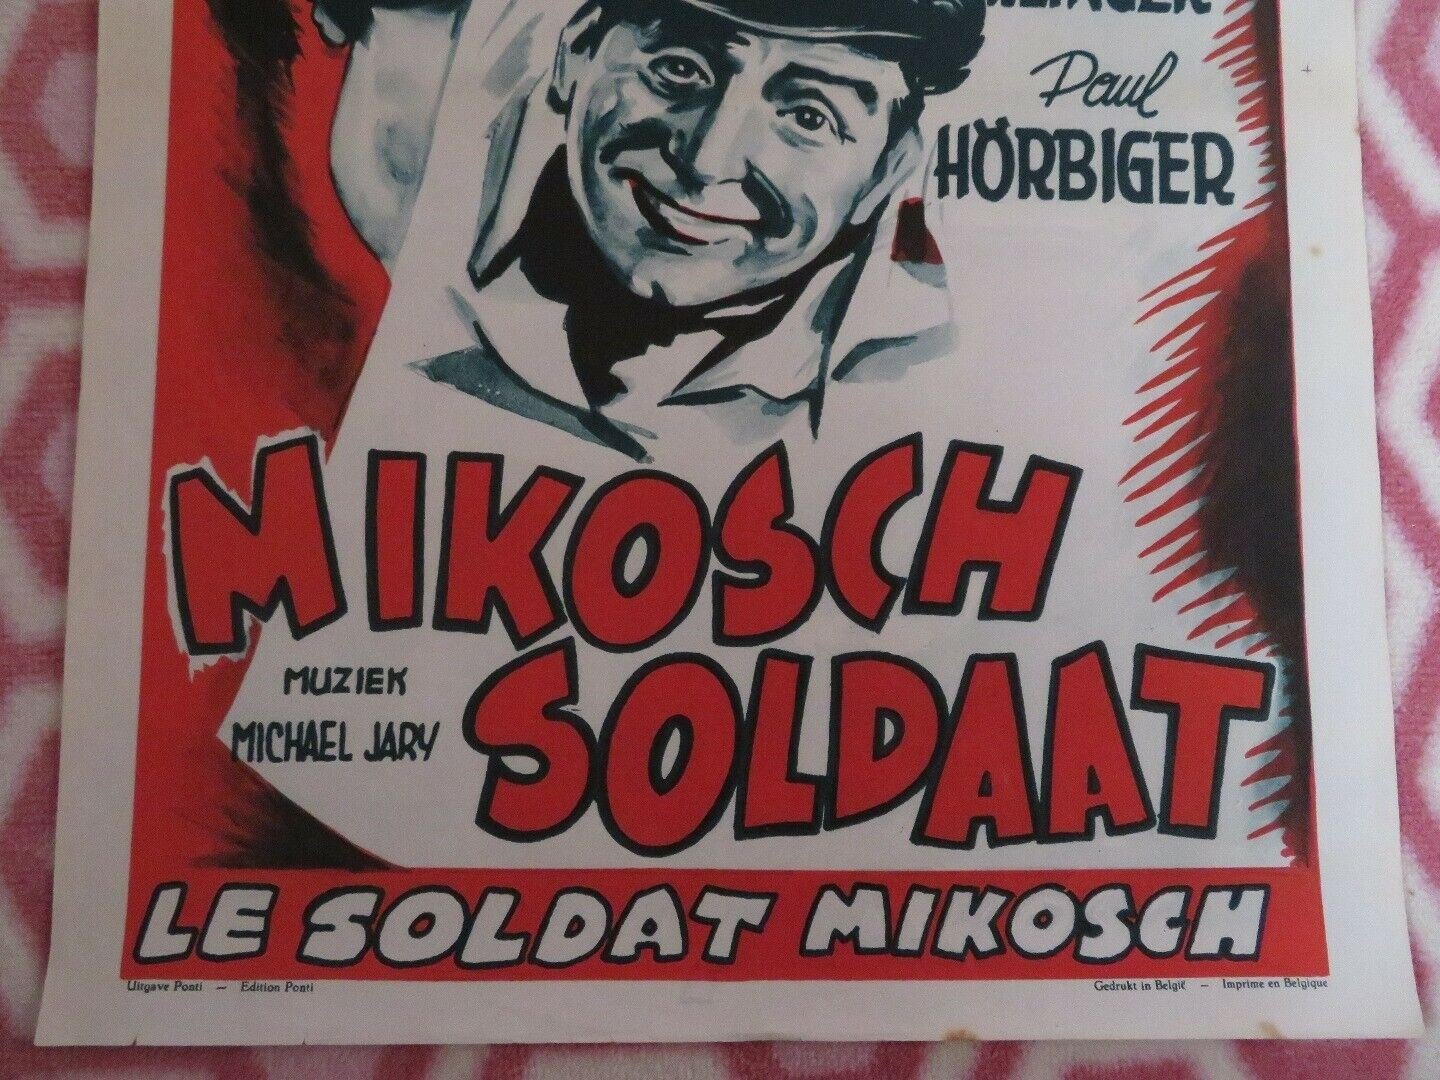 Paul
HÖRBIGER
MIKOSCH
SOLDAAT
MUZIEK
MICHAEL JARY
LE SOLDAT MIKOSCH
Uitgave Ponti — Edition Ponti
Gedrukt in België — Imprime en Belgique